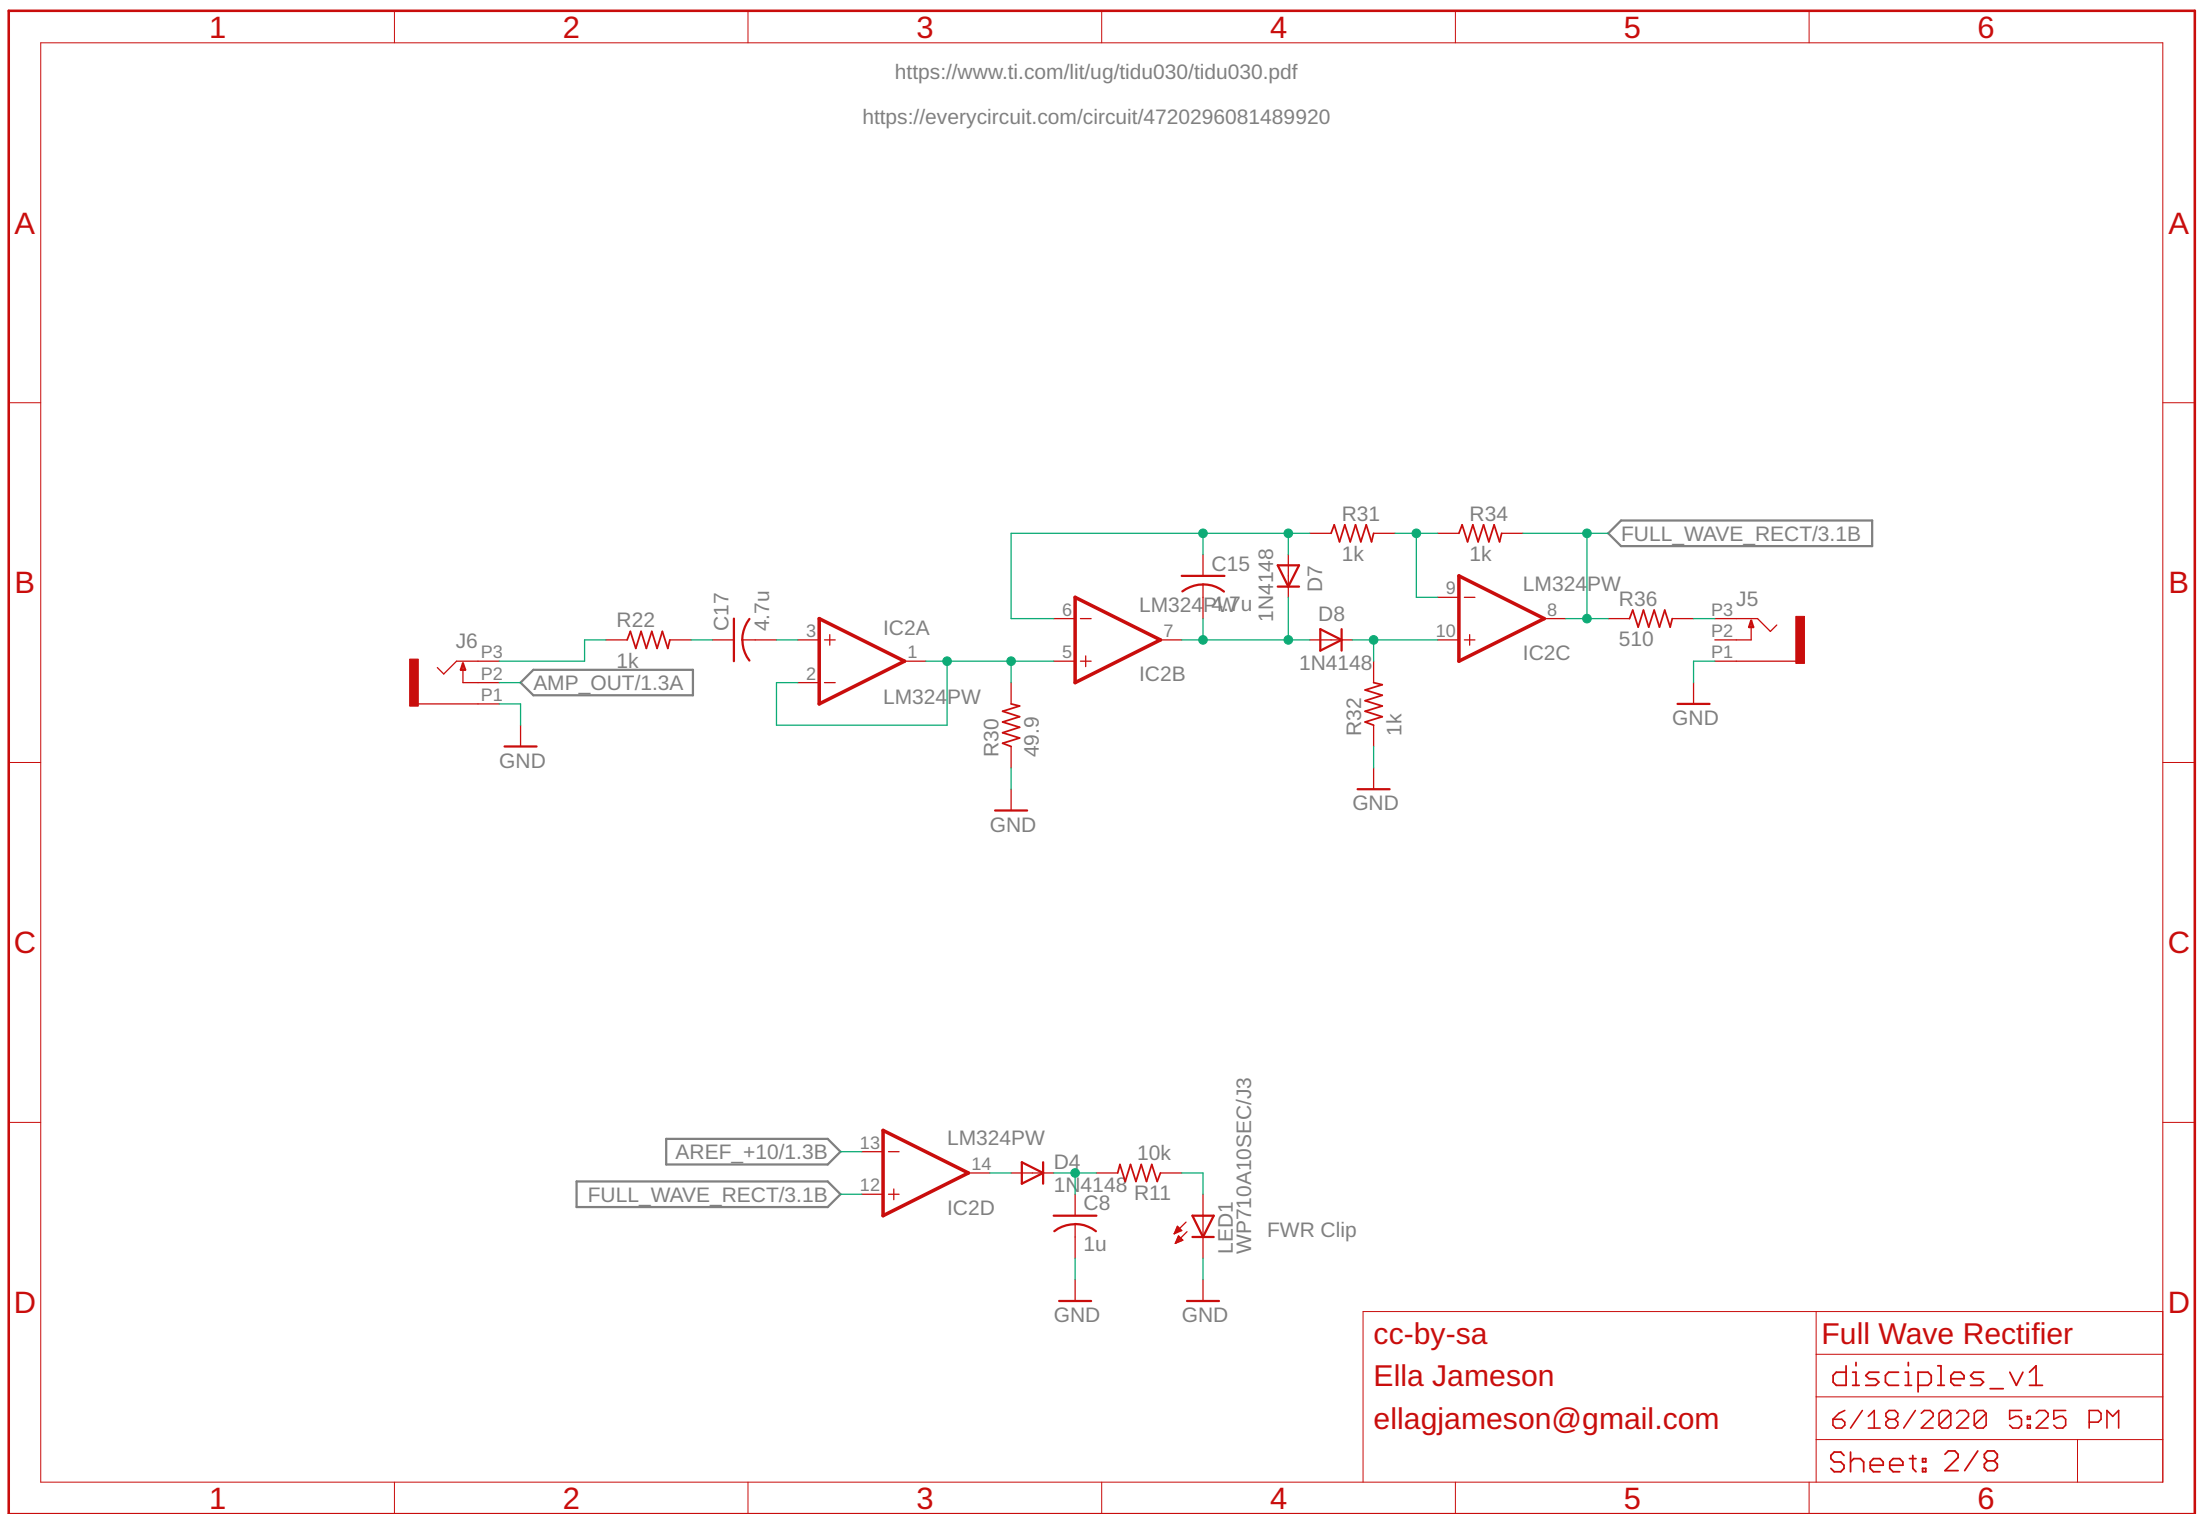 1 2 3 4 5 6
https://www.ti.com/lit/ug/tidu030/tidu030.pdf
https://everycircuit.com/circuit/4720296081489920
A A
B B
R31
1k
R34
1k
FULL_WAVE_RECT/3.1B
C15
4.7u
1N4148
D7
LM324PW
6
5
7
IC2B
D8
1N4148
LM324PW
9
10
8
IC2C
R36
510
J5
P3
P2
P1
GND
R32
1k
GND
J6
P3
P2
P1
AMP_OUT/1.3A
GND
R22
1k
C17
4.7u
3
2
1
IC2A
LM324PW
R30
49.9
GND
C C
AREF_+10/1.3B
FULL_WAVE_RECT/3.1B
13
12
14
LM324PW
IC2D
D4
1N4148
C8
1u
GND
10k
R11
LED1
WP710A10SEC/J3
FWR Clip
GND
D D
cc-by-sa
Ella Jameson
ellagjameson@gmail.com
Full Wave Rectifier
disciples_v1
6/18/2020 5:25 PM
Sheet: 2/8
1 2 3 4 5 6